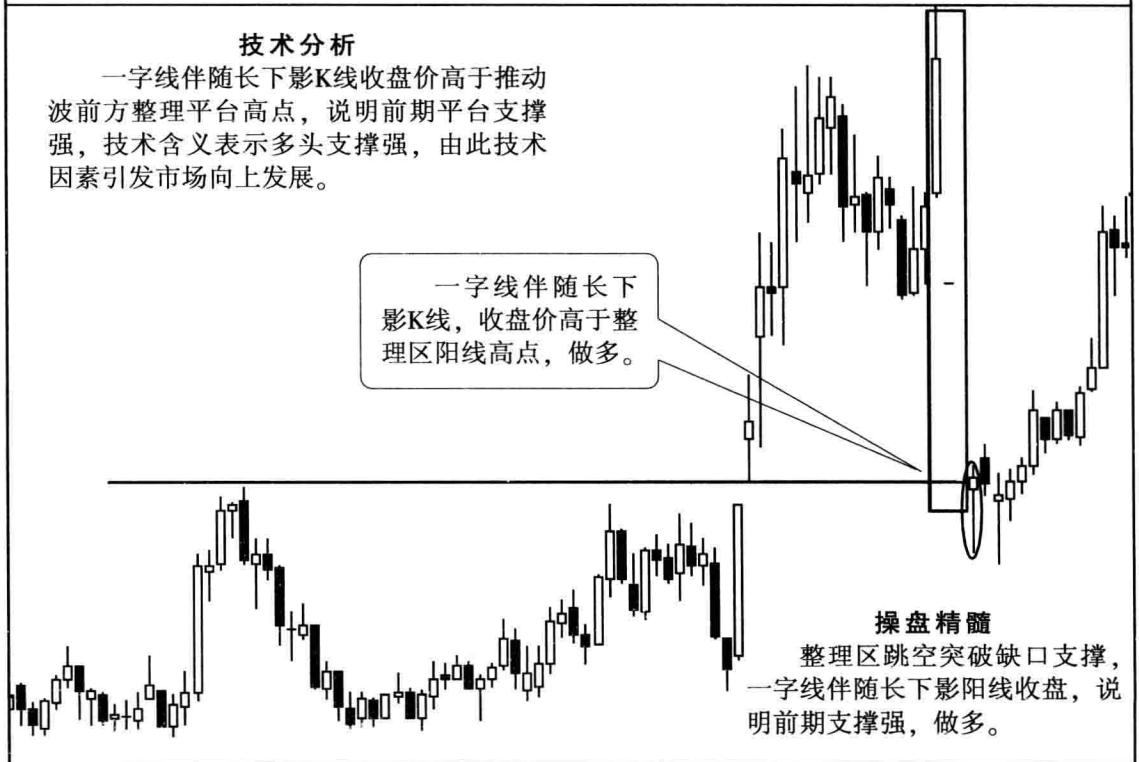 技术分析
一字线伴随长下影K线收盘价高于推动
波前方整理平台高点，说明前期平台支撑
强，技术含义表示多头支撑强，由此技术
因素引发市场向上发展。
一字线伴随长下
影K线，收盘价高于整
理区阳线高点，做多。
操盘精髓
整理区跳空突破缺口支撑，
一字线伴随长下影阳线收盘，说
明前期支撑强，做多。